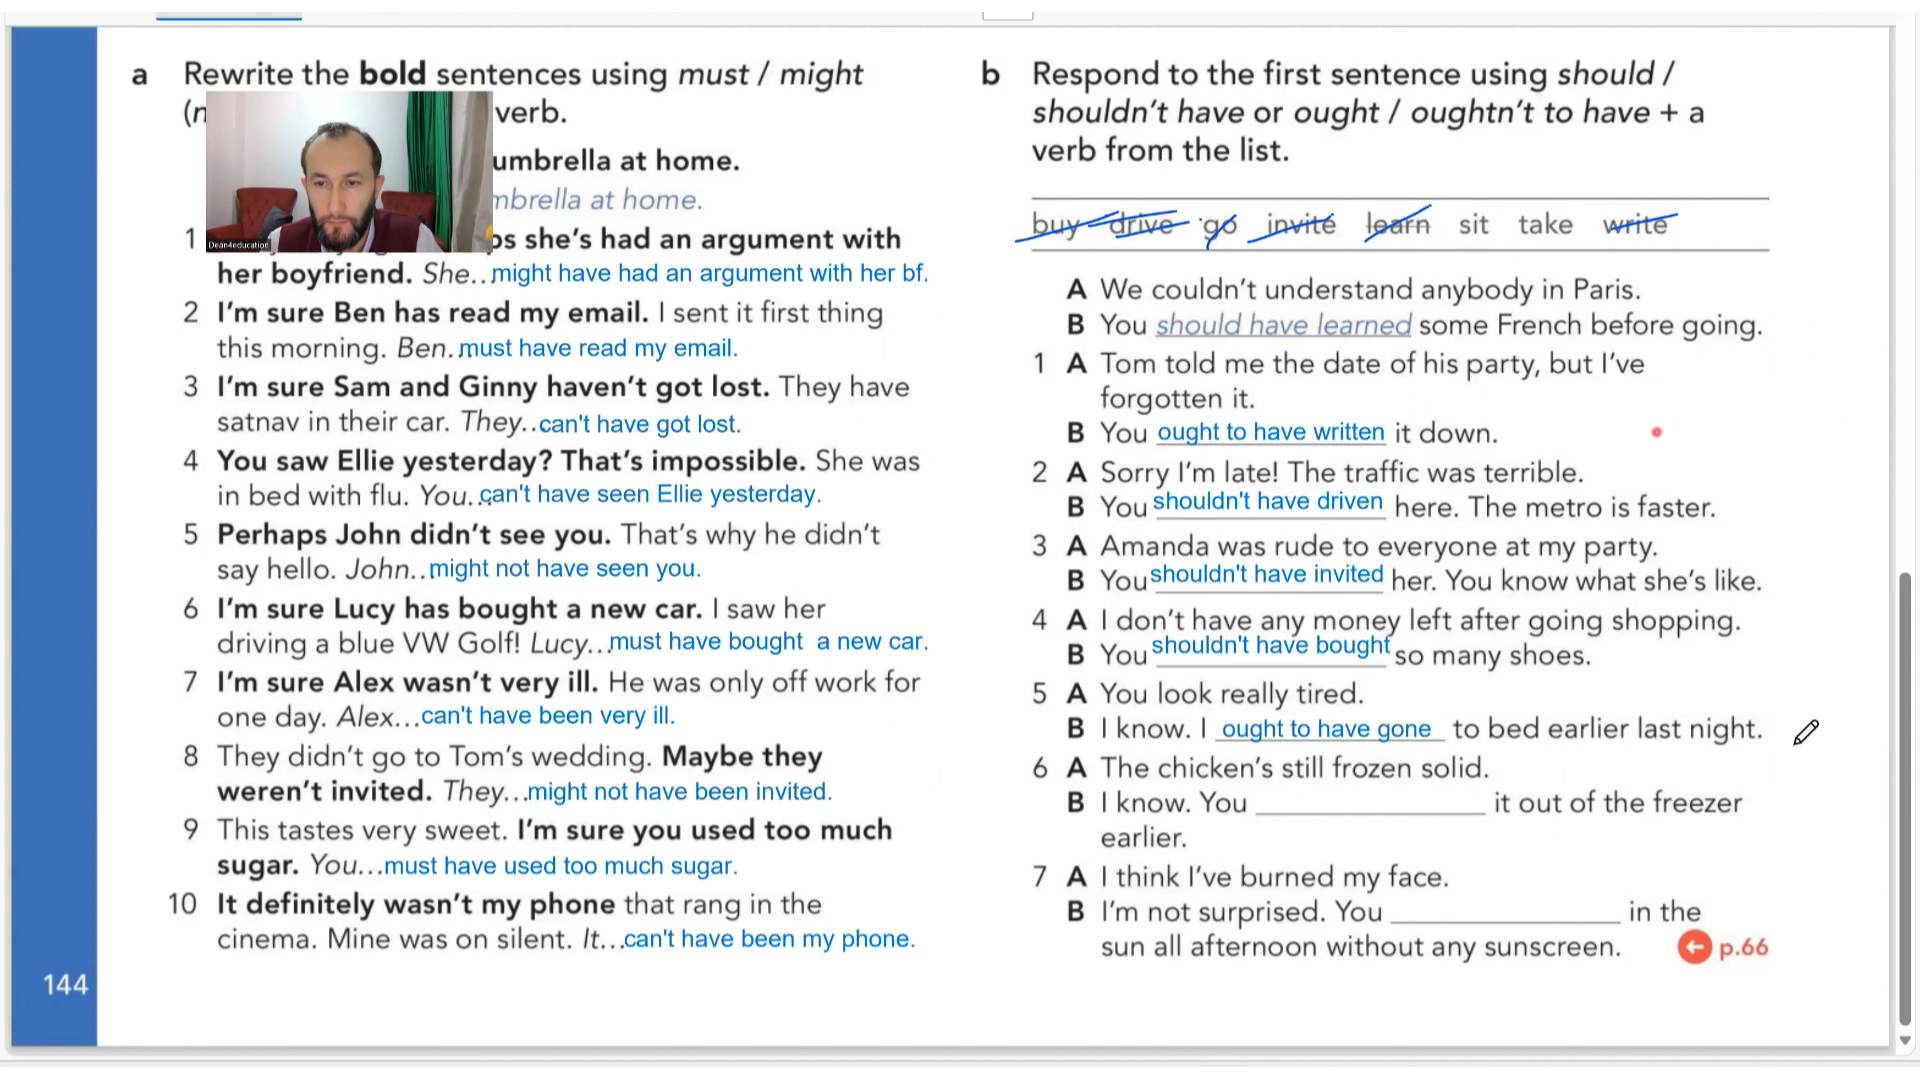 a Rewrite the bold sentences using must / might
(n verb.
umbrella at home.
mbrella at home.
1 ps she's had an argument with
her boyfriend. She…might have had an argument with her bf.
2 I'm sure Ben has read my email. I sent it first thing
this morning. Ben…must have read my email.
3 I'm sure Sam and Ginny haven't got lost. They have
satnav in their car. They…can't have got lost.
4 You saw Ellie yesterday? That's impossible. She was
in bed with flu. You…can't have seen Ellie yesterday.
5 Perhaps John didn't see you. That's why he didn't
say hello. John…might not have seen you.
6 I'm sure Lucy has bought a new car. I saw her
driving a blue VW Golf! Lucy…must have bought a new car.
7 I'm sure Alex wasn't very ill. He was only off work for
one day. Alex…can't have been very ill.
8 They didn't go to Tom's wedding. Maybe they
weren't invited. They…might not have been invited.
9 This tastes very sweet. I'm sure you used too much
sugar. You…must have used too much sugar.
10 It definitely wasn't my phone that rang in the
cinema. Mine was on silent. It…can't have been my phone.
144
Dean4education
b Respond to the first sentence using should /
shouldn't have or ought / oughtn't to have + a
verb from the list.
buy drive go invite learn sit take write
A We couldn't understand anybody in Paris.
B You should have learned some French before going.
1 A Tom told me the date of his party, but I've
forgotten it.
B You ought to have written it down.
2 A Sorry I'm late! The traffic was terrible.
B You shouldn't have driven here. The metro is faster.
3 A Amanda was rude to everyone at my party.
B You shouldn't have invited her. You know what she's like.
4 A I don't have any money left after going shopping.
B You shouldn't have bought so many shoes.
5 A You look really tired.
B I know. I ought to have gone to bed earlier last night.
6 A The chicken's still frozen solid.
B I know. You ______________ it out of the freezer
earlier.
7 A I think I've burned my face.
B I'm not surprised. You ______________ in the
sun all afternoon without any sunscreen.
p.66